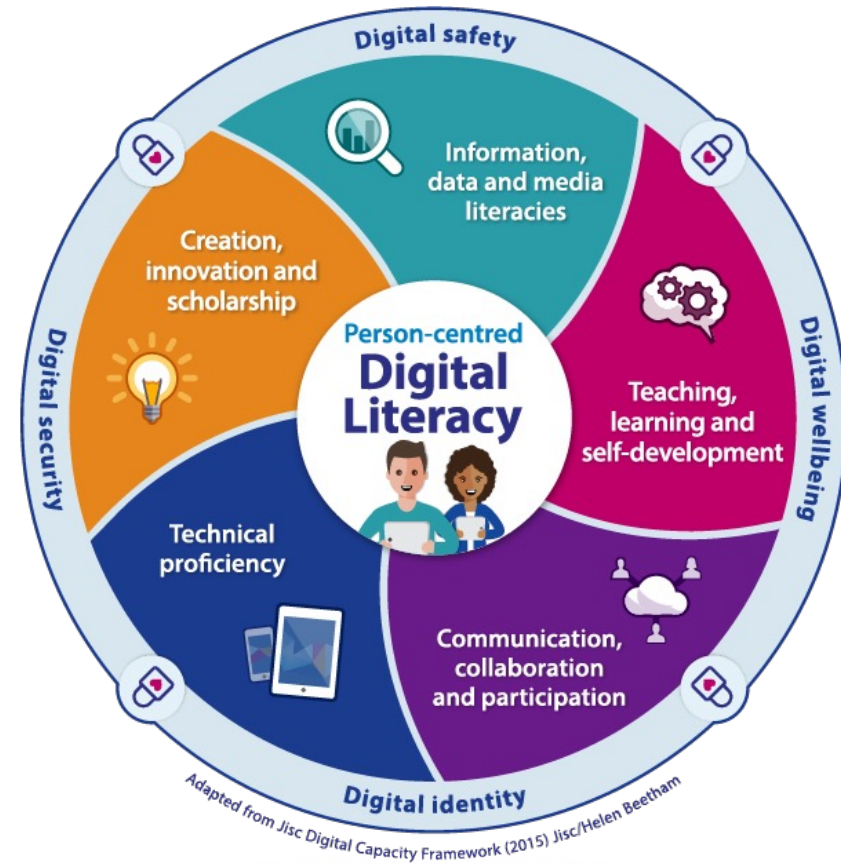 Digital safety
Information,
data and media
literacies
Creation,
innovation and
scholarship
Person-centred
Digital
Literacy
Teaching,
learning and
self-development
Digital security
Digital wellbeing
Technical
proficiency
Communication,
collaboration
and participation
Digital identity
Adapted from Jisc Digital Capacity Framework (2015) Jisc/Helen Beetham